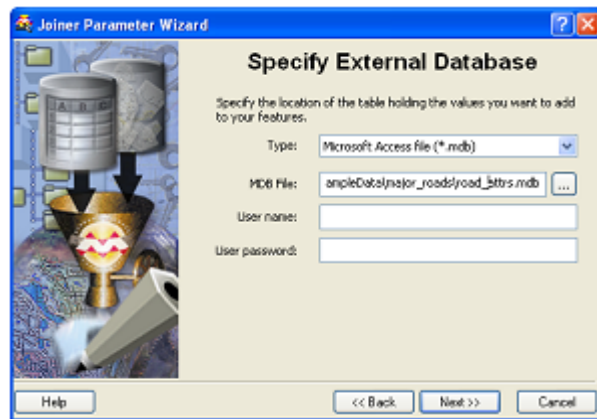 Joiner Parameter Wizard
Specify External Database
Specify the location of the table holding the values you want to add
to your features.
Type: Microsoft Access file (*.mdb)
MDB File: ampleData\major_roads\road_attrs.mdb ...
User name:
User password:
A B C
Help << Back Next >> Cancel